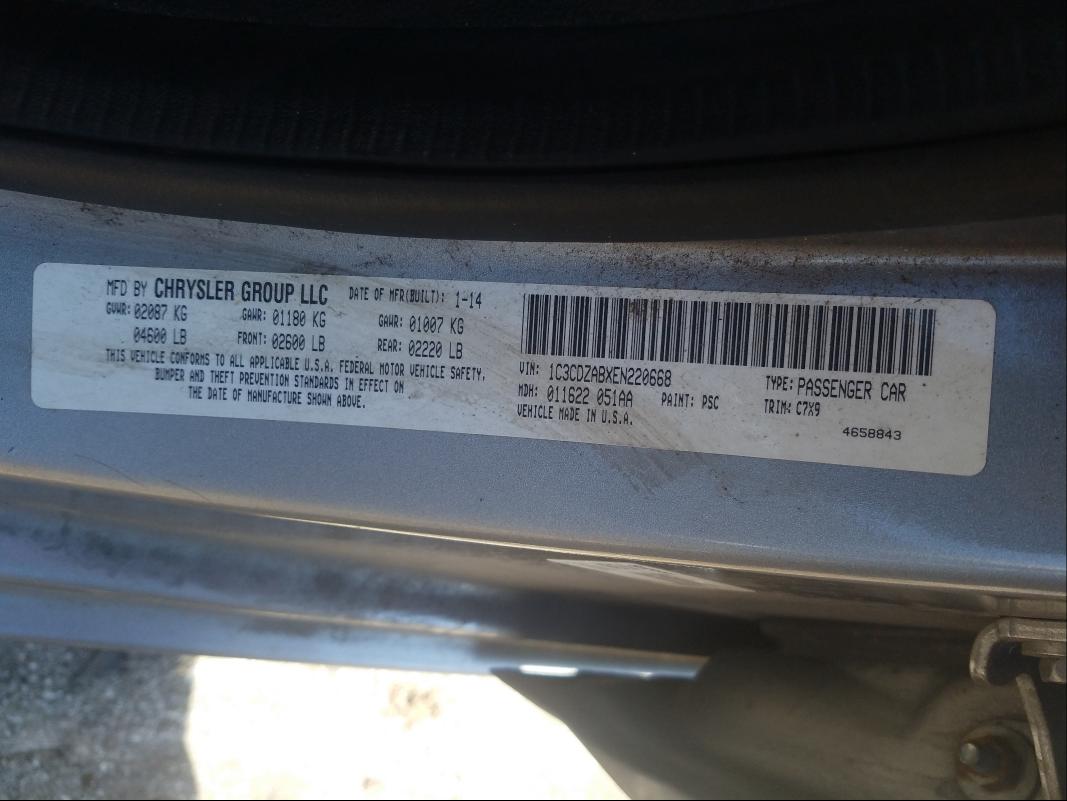 MFD BY CHRYSLER GROUP LLC DATE OF MFR(BUILT): 1-14
GVWR: 02087 KG GAWR: 01180 KG GAWR: 01007 KG
04600 LB FRONT: 02600 LB REAR: 02220 LB
THIS VEHICLE CONFORMS TO ALL APPLICABLE U.S.A. FEDERAL MOTOR VEHICLE SAFETY,
BUMPER AND THEFT PREVENTION STANDARDS IN EFFECT ON
THE DATE OF MANUFACTURE SHOWN ABOVE.
VIN: 1C3CDZABXEN220668 TYPE: PASSENGER CAR
MDH: 011622 051AA PAINT: PSC TRIM: C7X9
VEHICLE MADE IN U.S.A.
4658843